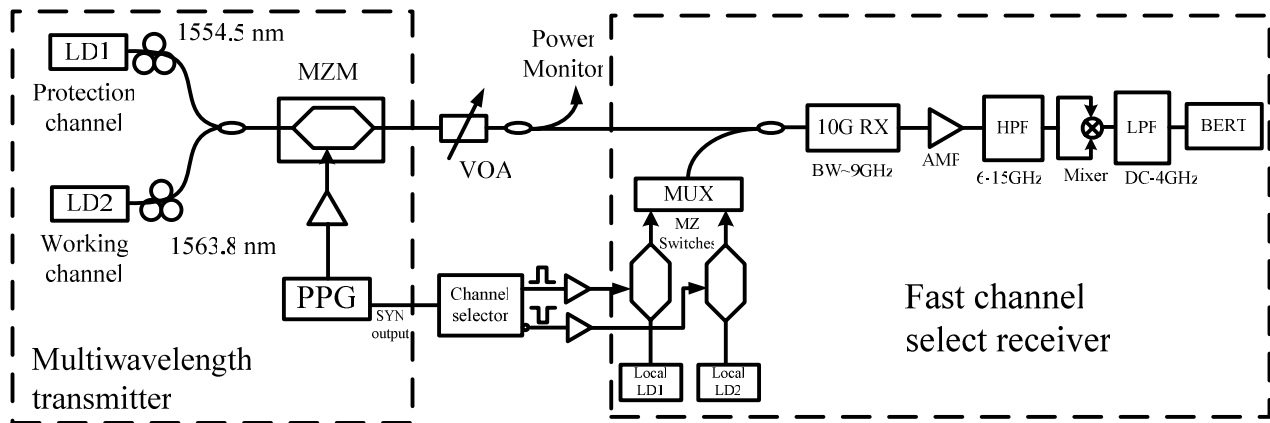 LD1
1554.5 nm
Protection
channel
LD2
1563.8 nm
Working
channel
MZM
PPG
SYN
output
Multiwavelength
transmitter
VOA
Power
Monitor
Channel
selector
MUX
MZ
Switches
Local
LD1
Local
LD2
10G RX
BW~9GHz
AMP
HPF
6-15GHz
Mixer
LPF
DC-4GHz
BERT
Fast channel
select receiver